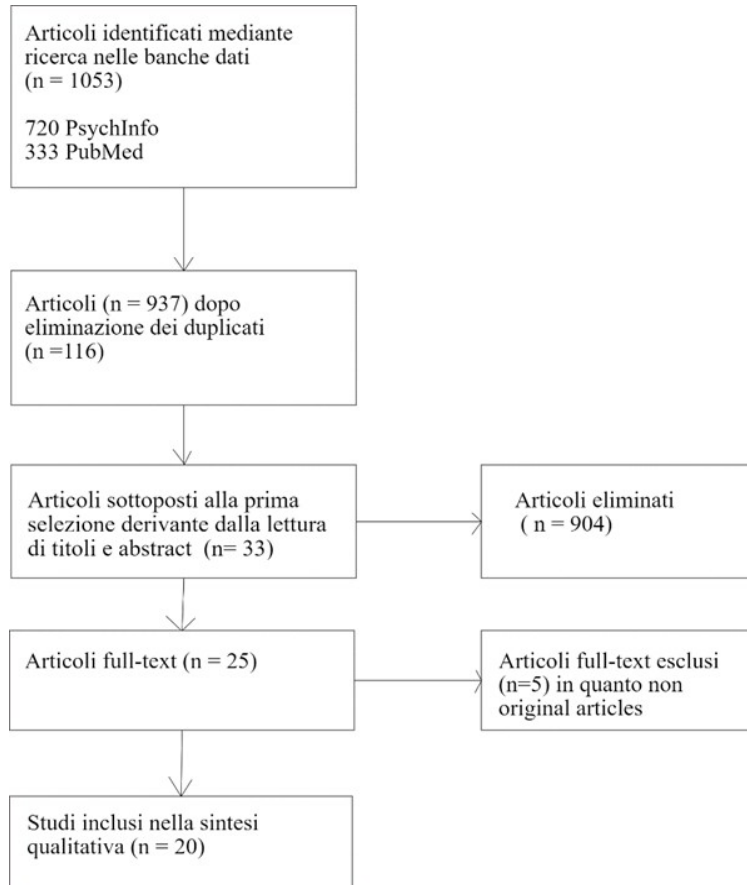 Articoli identificati mediante
ricerca nelle banche dati
(n = 1053)
720 PsychInfo
333 PubMed
Articoli (n = 937) dopo
eliminazione dei duplicati
(n =116)
Articoli sottoposti alla prima
selezione derivante dalla lettura
di titoli e abstract (n= 33)
Articoli eliminati
( n = 904)
Articoli full-text (n = 25)
Articoli full-text esclusi
(n=5) in quanto non
original articles
Studi inclusi nella sintesi
qualitativa (n = 20)